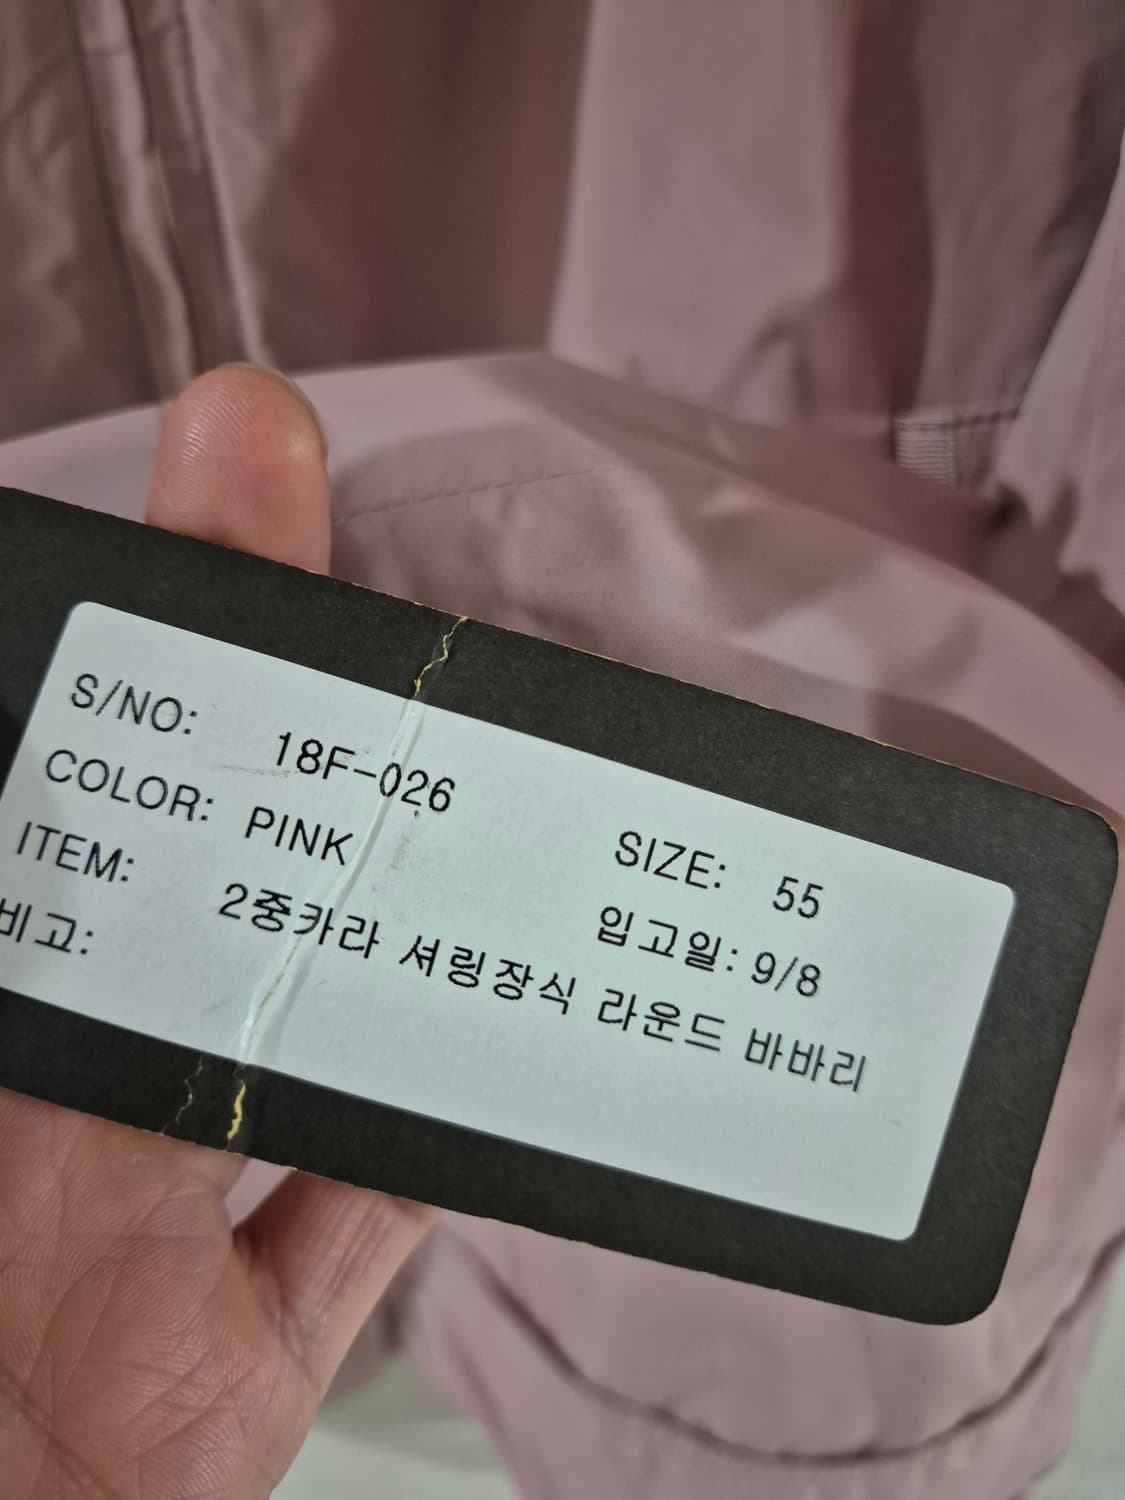 S/NO: 18F-026
COLOR: PINK SIZE: 55
ITEM: 2중카라 셔링장식 라운드 바바리 입고일: 9/8
비고: